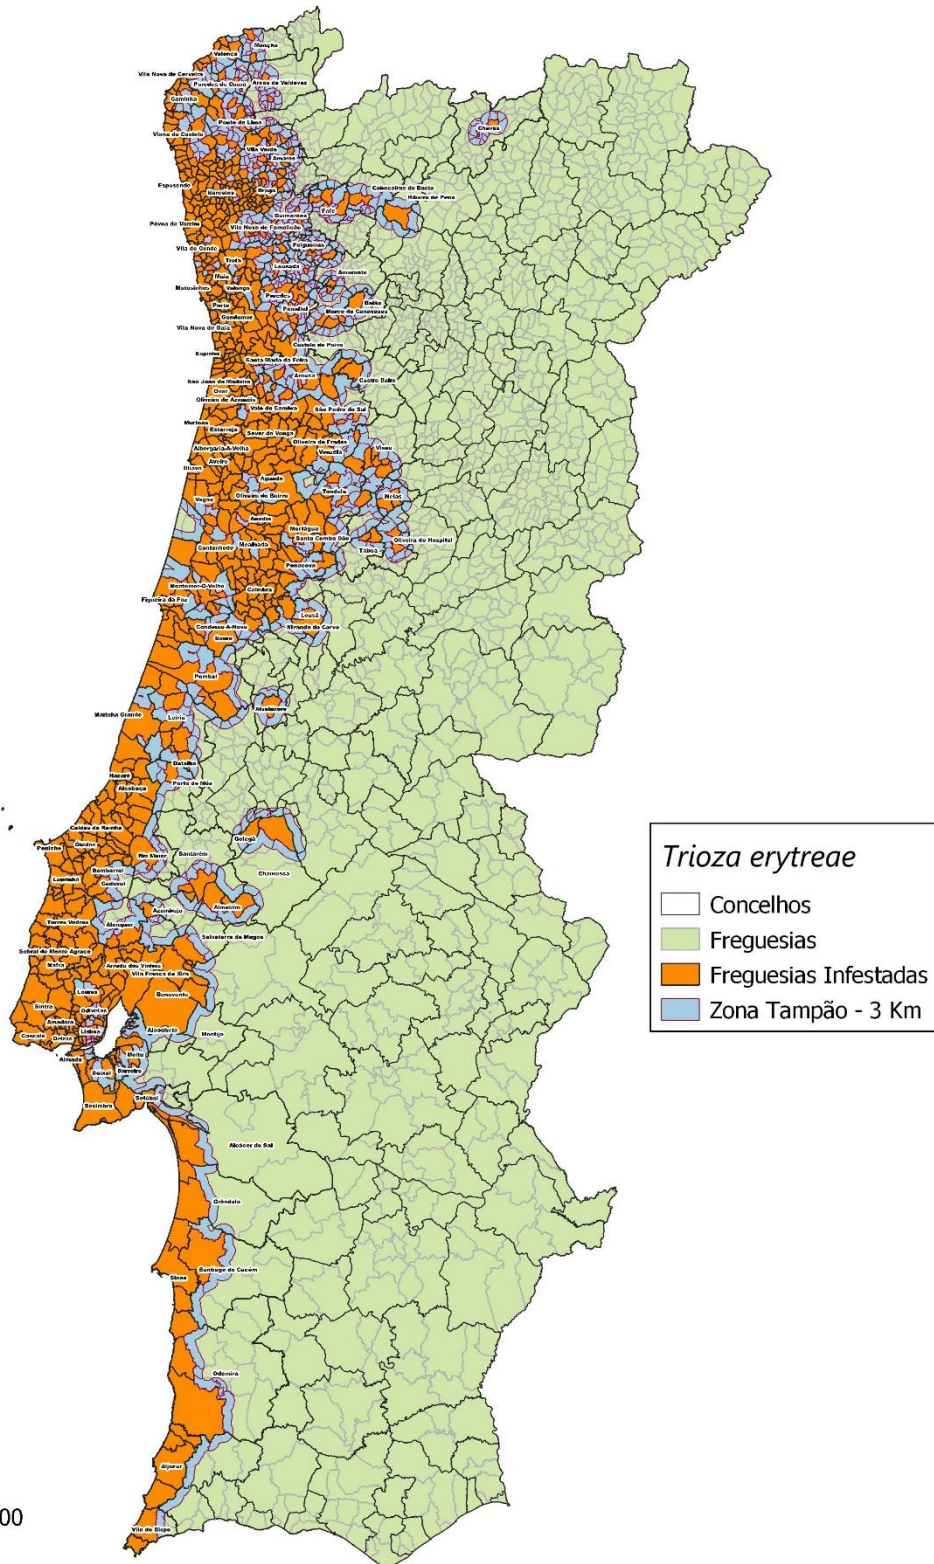 Monção
Valença
Vila Nova de Cerveira
Paredes de Coura
Arcos de Valdevez
Caminha
Chaves
Ponte de Lima
Viana do Castelo
Vila Verde
Amares
Esposende
Barcelos
Braga
Cabeceiras de Basto
Ribeira de Pena
Fafe
Guimarães
Póvoa de Varzim
Vila Nova de Famalicão
Felgueiras
Vila do Conde
Trofa
Lousada
Amarante
Maia
Matosinhos
Valongo
Paredes
Baião
Porto
Penafiel
Marco de Canaveses
Gondomar
Vila Nova de Gaia
Castelo de Paiva
Espinho
Santa Maria da Feira
Arouca
São João da Madeira
Castro Daire
Ovar
Oliveira de Azeméis
Vale de Cambra
São Pedro do Sul
Murtosa
Estarreja
Sever do Vouga
Oliveira de Frades
Albergaria-A-Velha
Vouzela
Viseu
Aveiro
Ílhavo
Águeda
Vagos
Oliveira do Bairro
Tondela
Nelas
Anadia
Mortágua
Santa Comba Dão
Oliveira do Hospital
Cantanhede
Mealhada
Tábua
Penacova
Montemor-O-Velho
Coimbra
Figueira da Foz
Lousã
Condeixa-A-Nova
Miranda do Corvo
Soure
Pombal
Alvaiázere
Marinha Grande
Leiria
Batalha
Nazaré
Porto de Mós
Alcobaça
Caldas da Rainha
Golegã
Peniche
Óbidos
Rio Maior
Santarém
Bombarral
Chamusca
Lourinhã
Cadaval
Azambuja
Almeirim
Torres Vedras
Alenquer
Salvaterra de Magos
Sobral de Monte Agraço
Mafra
Arruda dos Vinhos
Vila Franca de Xira
Loures
Benavente
Sintra
Odivelas
Amadora
Lisboa
Alcochete
Montijo
Cascais
Oeiras
Almada
Moita
Seixal
Barreiro
Sesimbra
Setúbal
Alcácer do Sal
Grândola
Sines
Santiago do Cacém
Odemira
Aljezur
Vila do Bispo
00
Trioza erytreae
Concelhos
Freguesias
Freguesias Infestadas
Zona Tampão - 3 Km